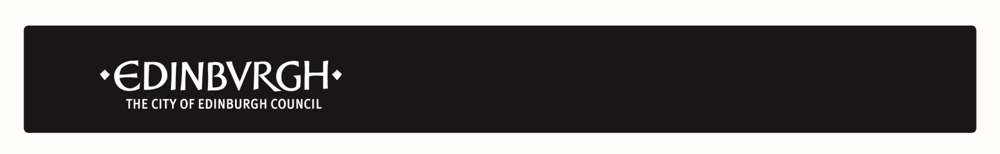 EDINBVRGH
THE CITY OF EDINBURGH COUNCIL